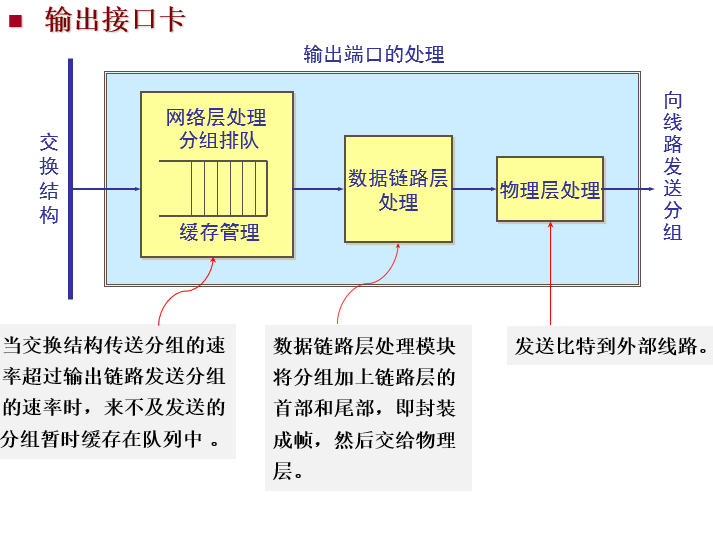 输出接口卡
输出端口的处理
交换结构
网络层处理
分组排队
缓存管理
数据链路层
处理
物理层处理
向线路发送分组
当交换结构传送分组的速
率超过输出链路发送分组
的速率时，来不及发送的
分组暂时缓存在队列中 。
数据链路层处理模块
将分组加上链路层的
首部和尾部，即封装
成帧，然后交给物理
层。
发送比特到外部线路。